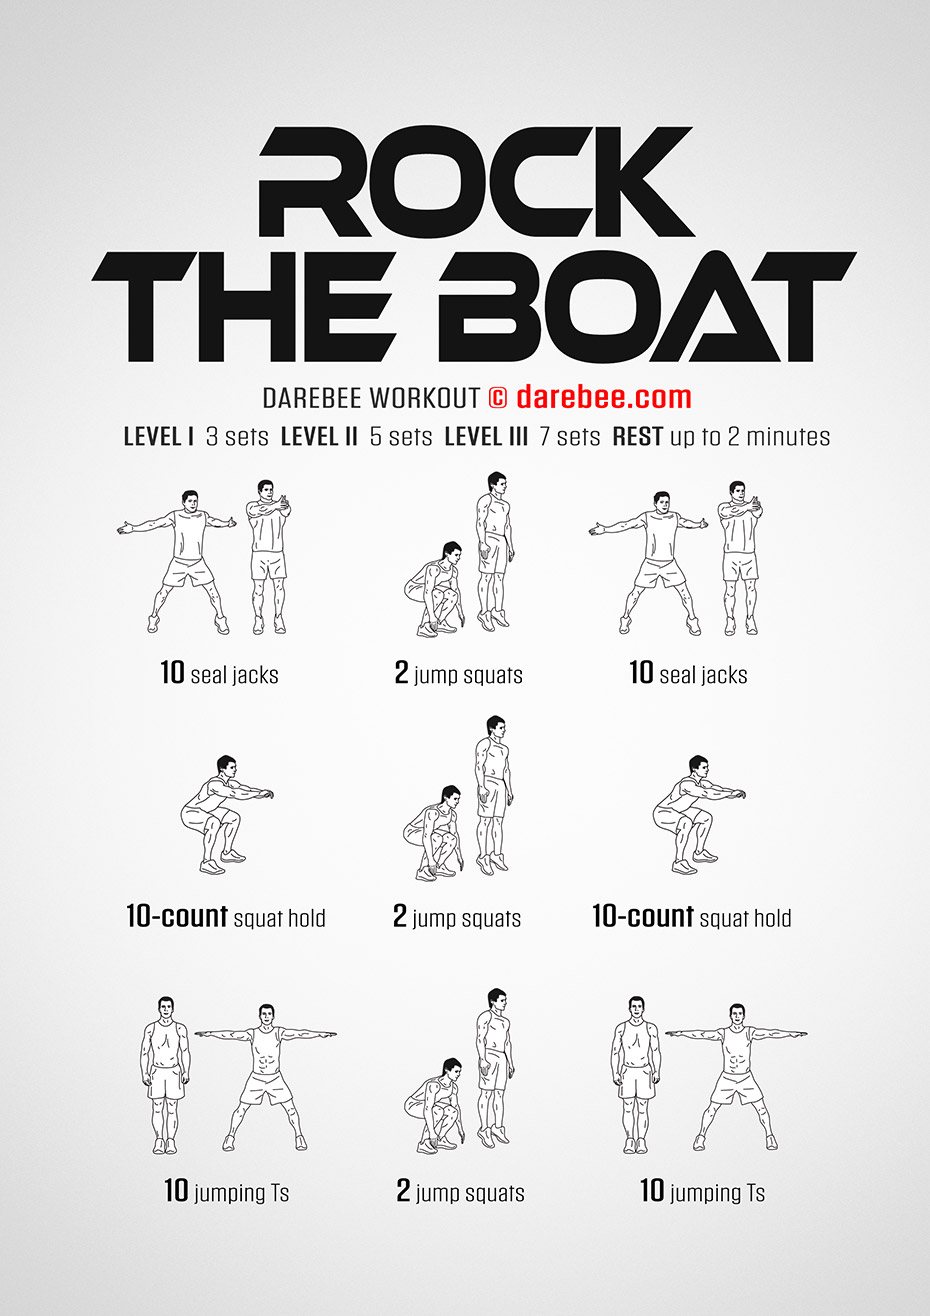 ROCK
THE BOAT
DAREBEE WORKOUT © darebee.com
LEVEL I 3 sets LEVEL II 5 sets LEVEL III 7 sets REST up to 2 minutes
10 seal jacks
2 jump squats
10 seal jacks
10-count squat hold
2 jump squats
10-count squat hold
10 jumping Ts
2 jump squats
10 jumping Ts